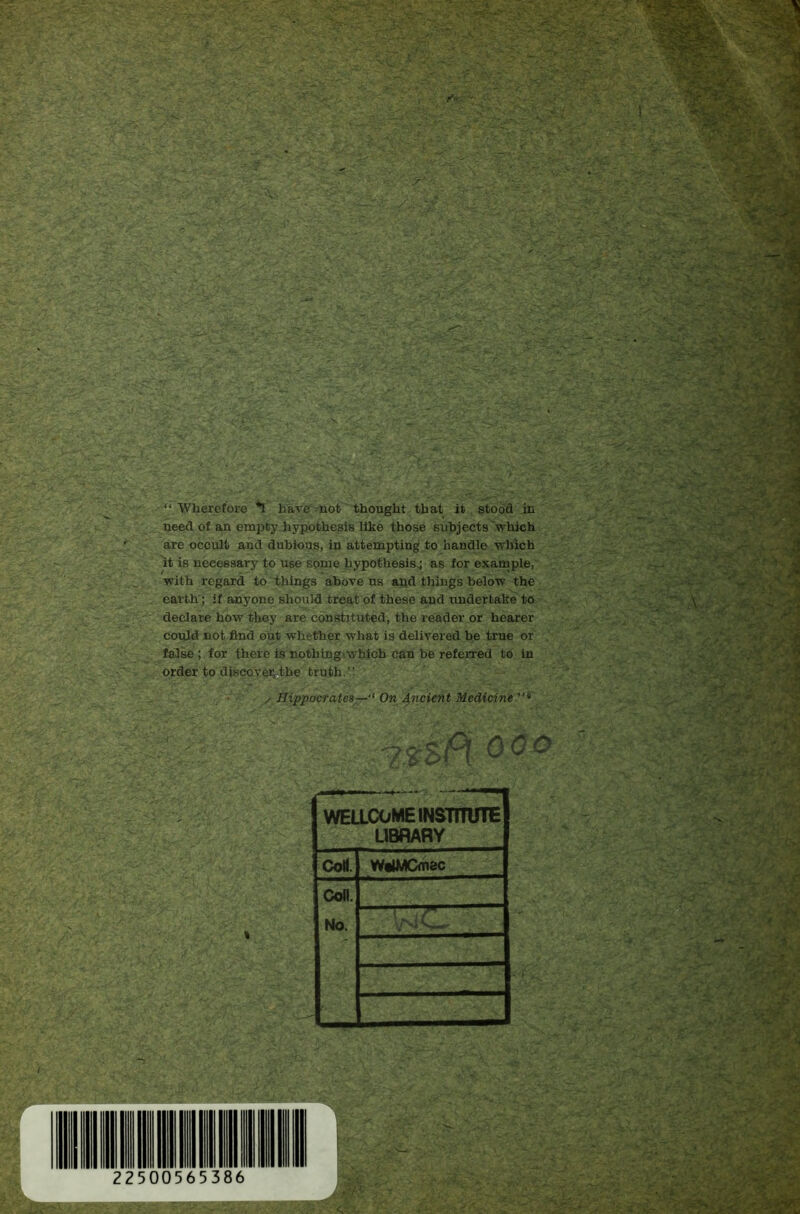 “ Wherefore I have not thought that it stood in
need of an empty hypothesis like those subjects which
are occult and dubious, in attempting to handle which
it is necessary to use some hypothesis; as for example,
with regard to things above us and things below the
earth; if anyone should treat of these and undertake to
declare how they are constituted, the reader or hearer
could not find out whether what is delivered be true or
false; for there is nothing which can be referred to in
order to discover the truth.”
Hippocrates—“ On Ancient Medicine.”
000
WELLCOME INSTITUTE
LIBRARY
Coll. WelMOmec
Coll.
No. WC
22500565386